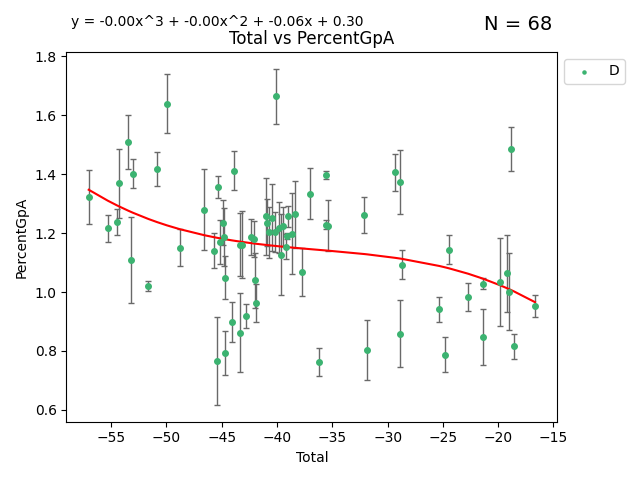 y = -0.00x^3 + -0.00x^2 + -0.06x + 0.30
N = 68
Total vs PercentGpA
D
PercentGpA
1.8
1.6
1.4
1.2
1.0
0.8
0.6
−55 −50 −45 −40 −35 −30 −25 −20 −15
Total